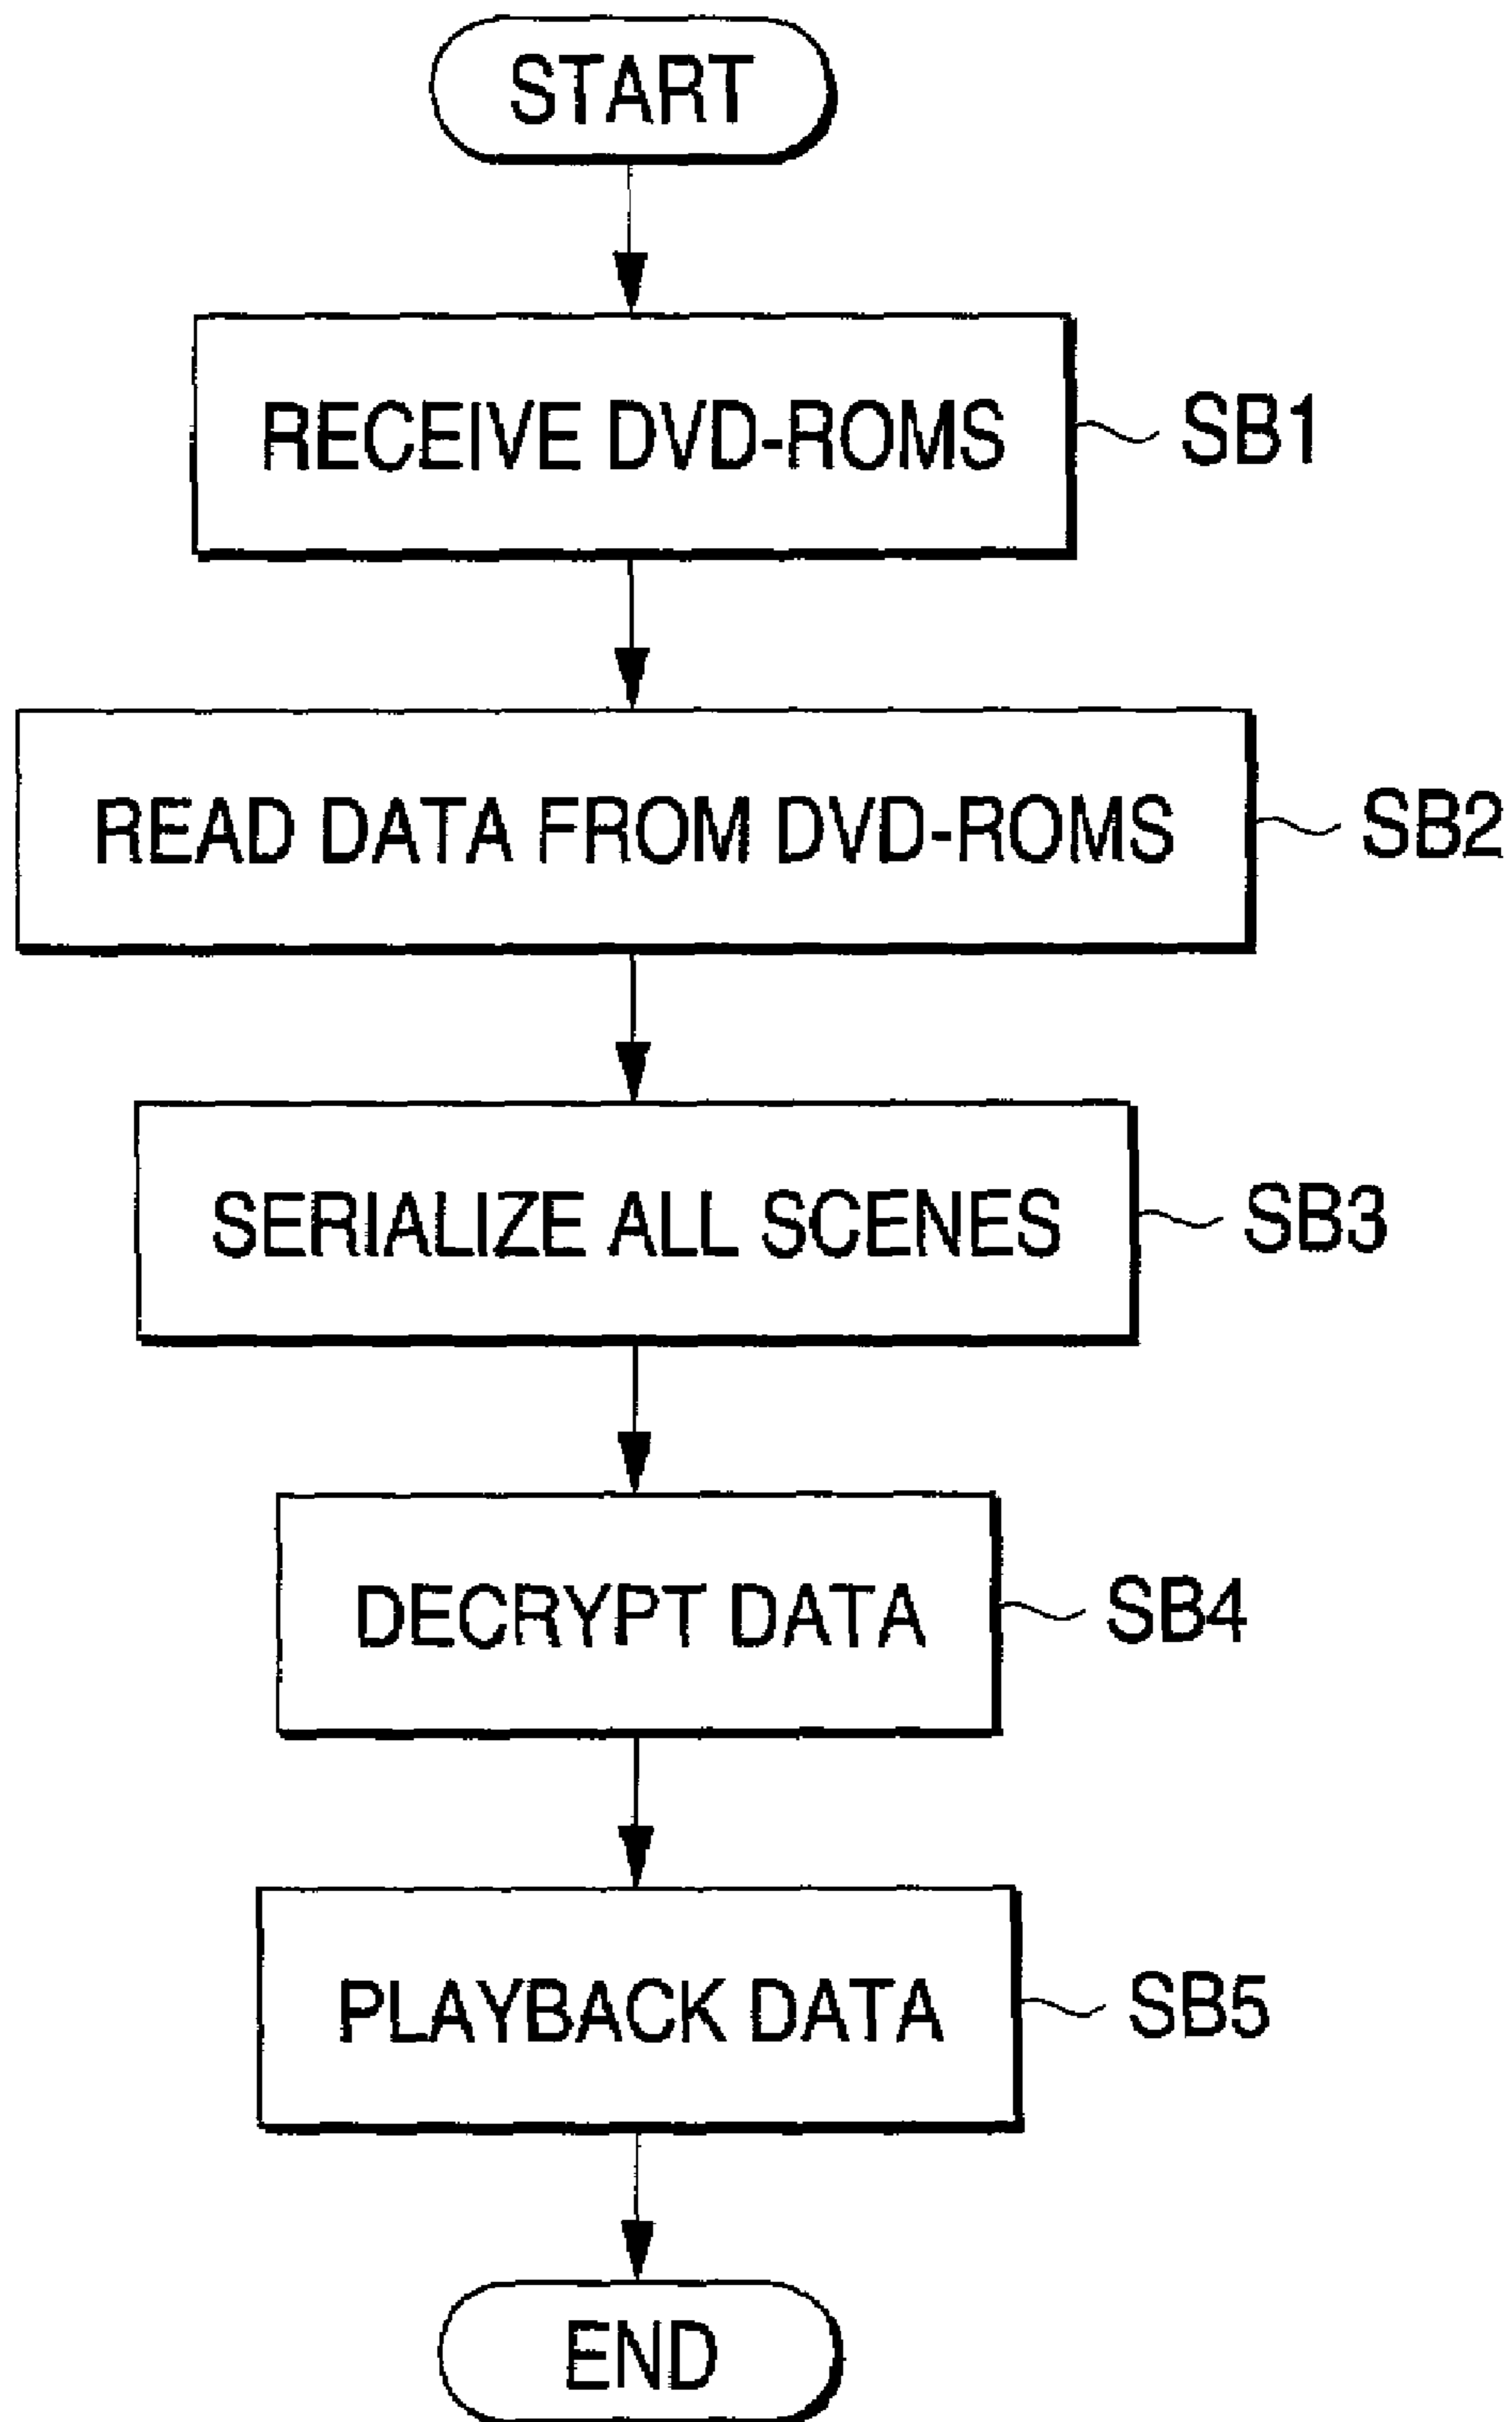 START
RECEIVE DVD-ROMS SB1
READ DATA FROM DVD-ROMS SB2
SERIALIZE ALL SCENES SB3
DECRYPT DATA SB4
PLAYBACK DATA SB5
END